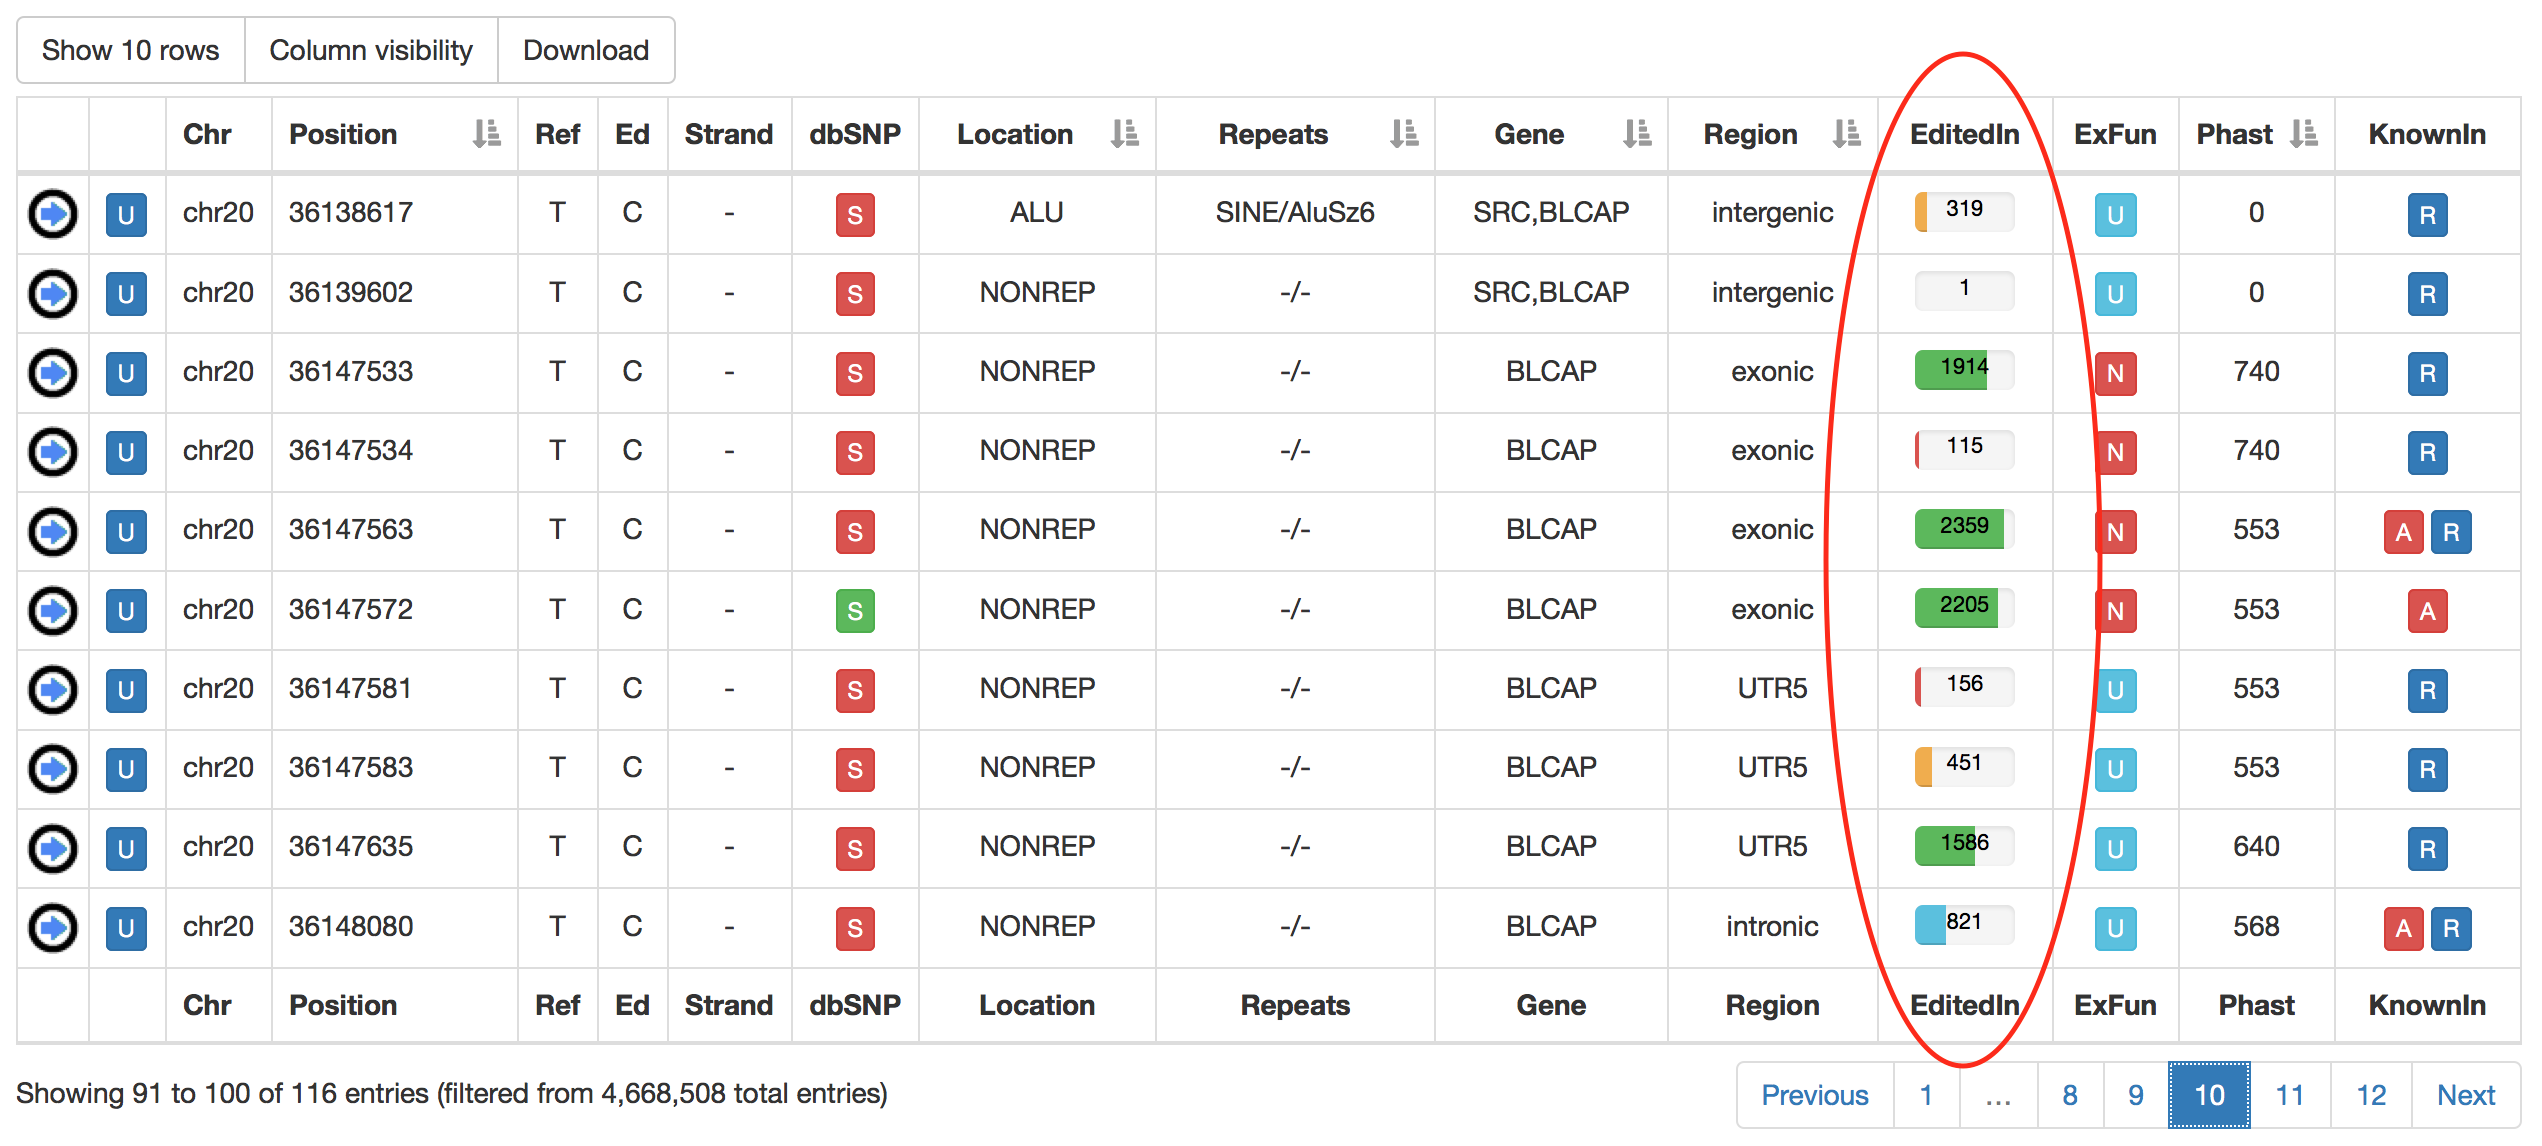 Show 10 rows Column visibility Download
Chr Position Ref Ed Strand dbSNP Location Repeats Gene Region EditedIn ExFun Phast KnownIn
U chr20 36138617 T C - S ALU SINE/AluSz6 SRC,BLCAP intergenic 319 U 0 R
U chr20 36139602 T C - S NONREP -/- SRC,BLCAP intergenic 1 U 0 R
U chr20 36147533 T C - S NONREP -/- BLCAP exonic 1914 N 740 R
U chr20 36147534 T C - S NONREP -/- BLCAP exonic 115 N 740 R
U chr20 36147563 T C - S NONREP -/- BLCAP exonic 2359 N 553 A R
U chr20 36147572 T C - S NONREP -/- BLCAP exonic 2205 N 553 A
U chr20 36147581 T C - S NONREP -/- BLCAP UTR5 156 U 553 R
U chr20 36147583 T C - S NONREP -/- BLCAP UTR5 451 U 553 R
U chr20 36147635 T C - S NONREP -/- BLCAP UTR5 1586 U 640 R
U chr20 36148080 T C - S NONREP -/- BLCAP intronic 821 U 568 A R
Chr Position Ref Ed Strand dbSNP Location Repeats Gene Region EditedIn ExFun Phast KnownIn
Showing 91 to 100 of 116 entries (filtered from 4,668,508 total entries)
Previous 1 ... 8 9 10 11 12 Next